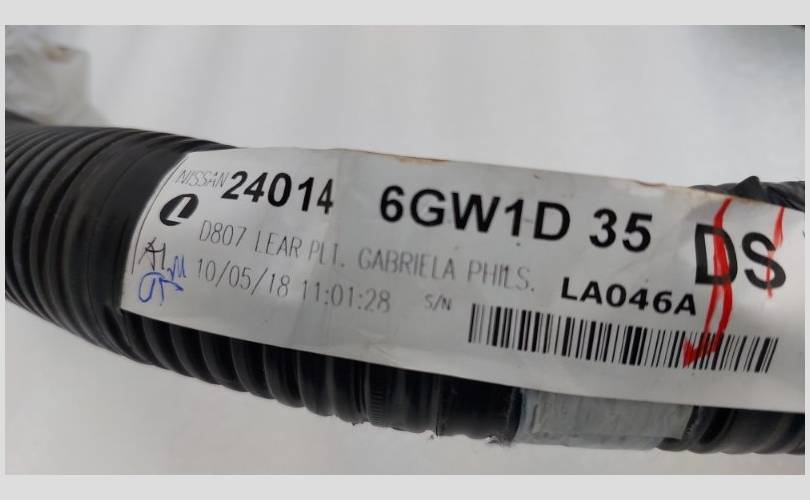 NISSAN 24014 6GW1D 35 DS
D807 LEAR PLT. GABRIELA PHILS.
10/05/18 11:01:28 S/N LA046A